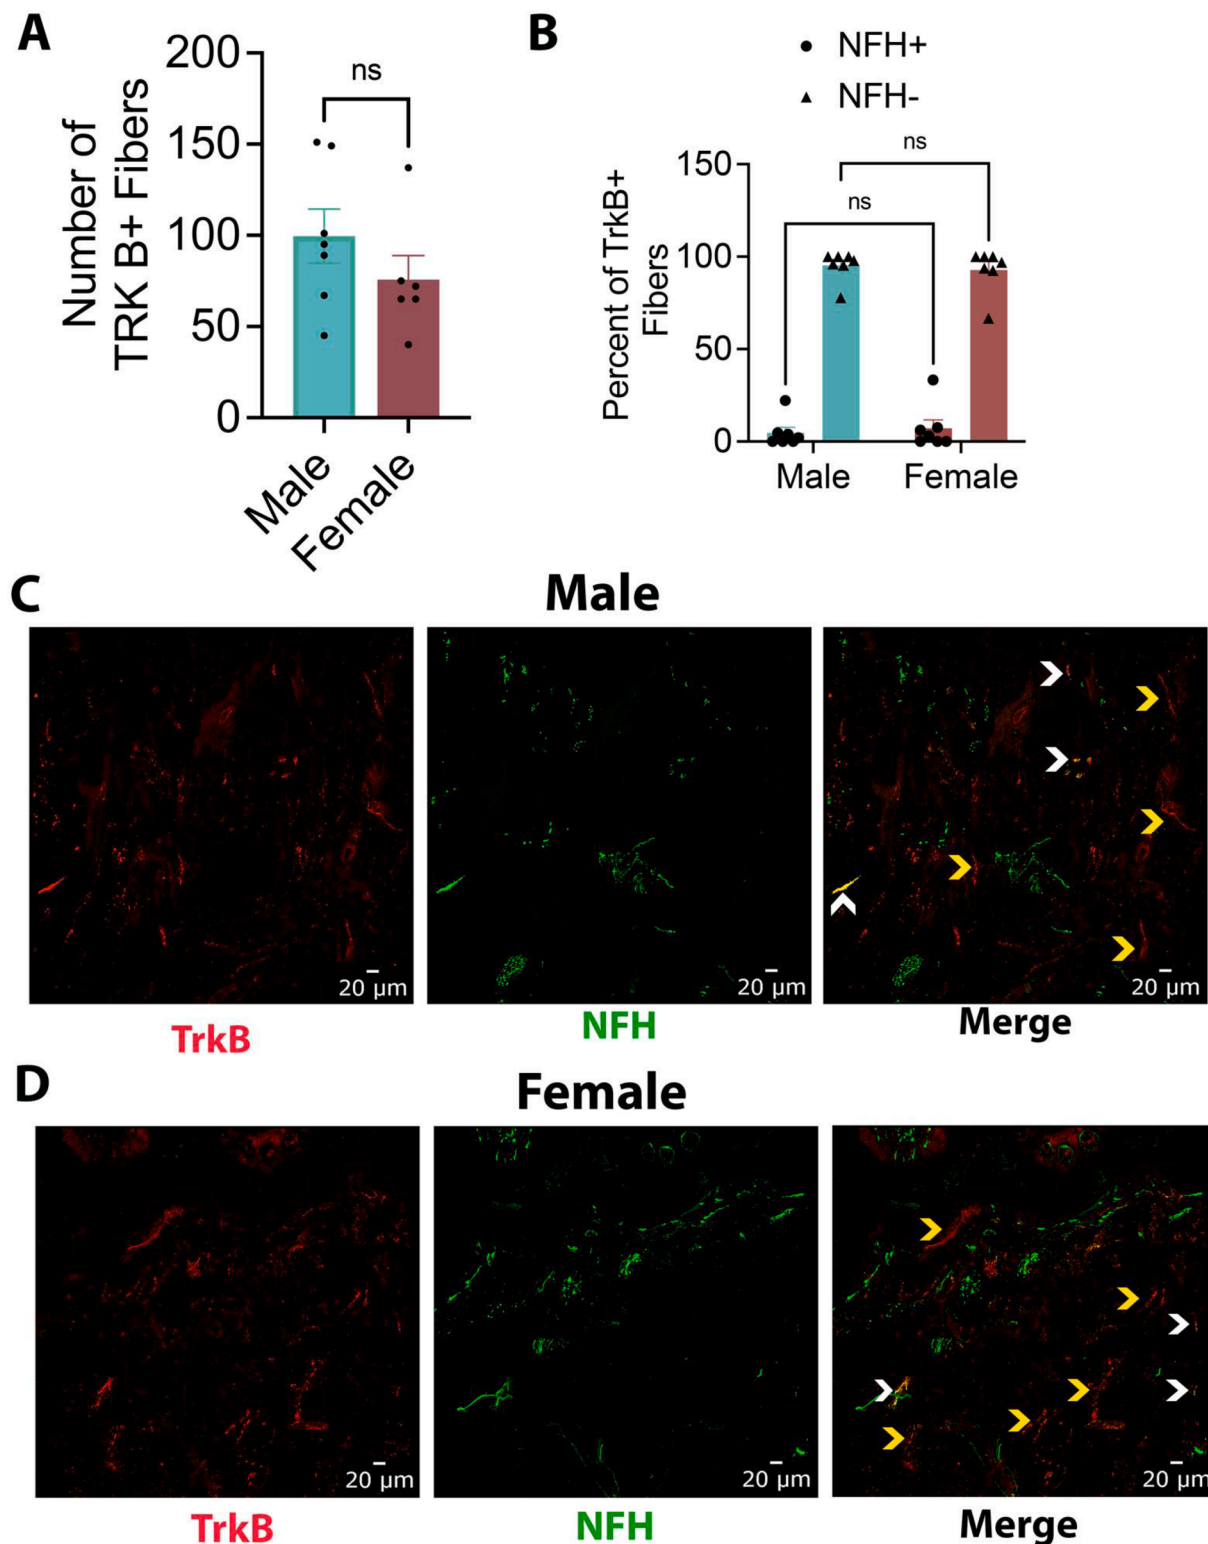 A
200
150
100
50
0
Number of
TRK B+ Fibers
ns
Male
Female
B
NFH+
NFH-
150
100
50
0
Percent of TrkB+
Fibers
ns
ns
Male
Female
C
Male
20 µm
20 µm
20 µm
TrkB
NFH
Merge
D
Female
20 µm
20 µm
20 µm
TrkB
NFH
Merge